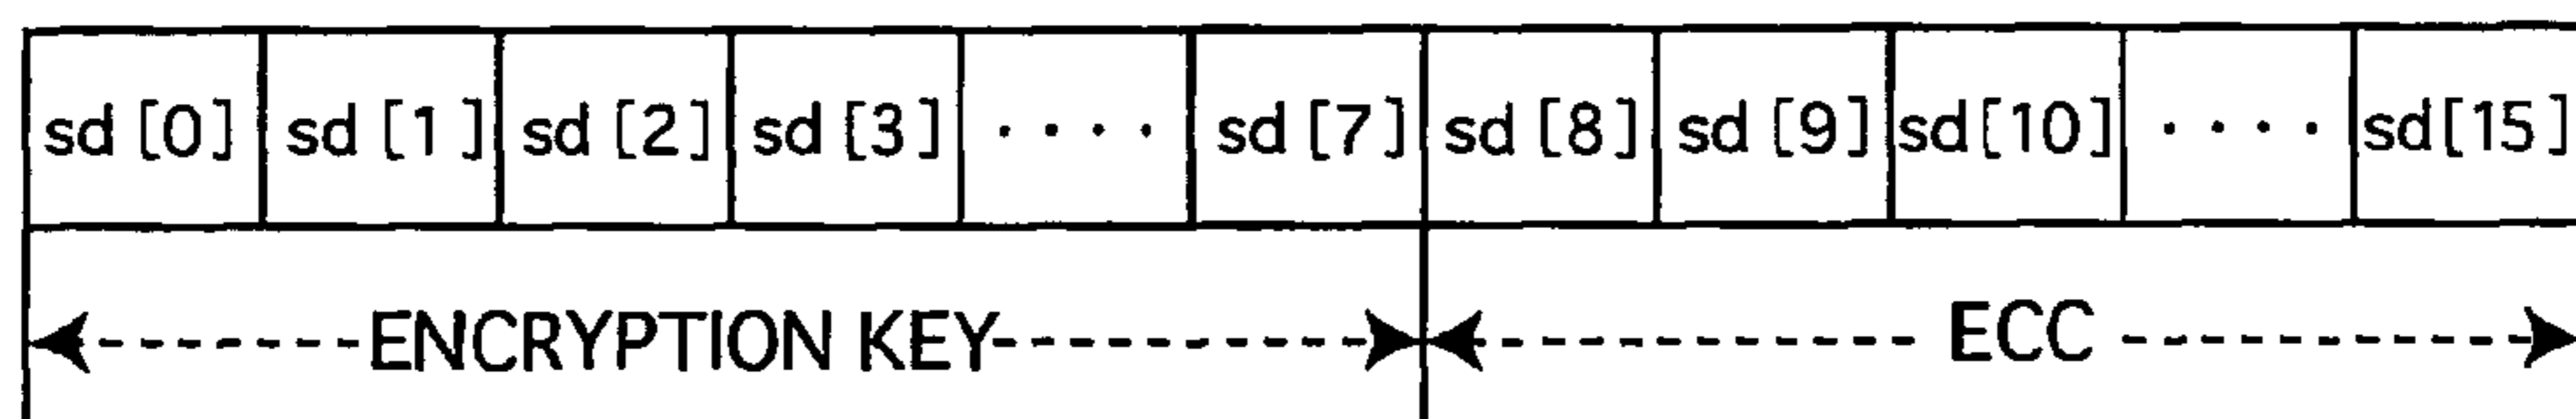 sd [0] sd [1] sd [2] sd [3] .... sd [7] sd [8] sd [9] sd[10] .... sd[15]
ENCRYPTION KEY ECC